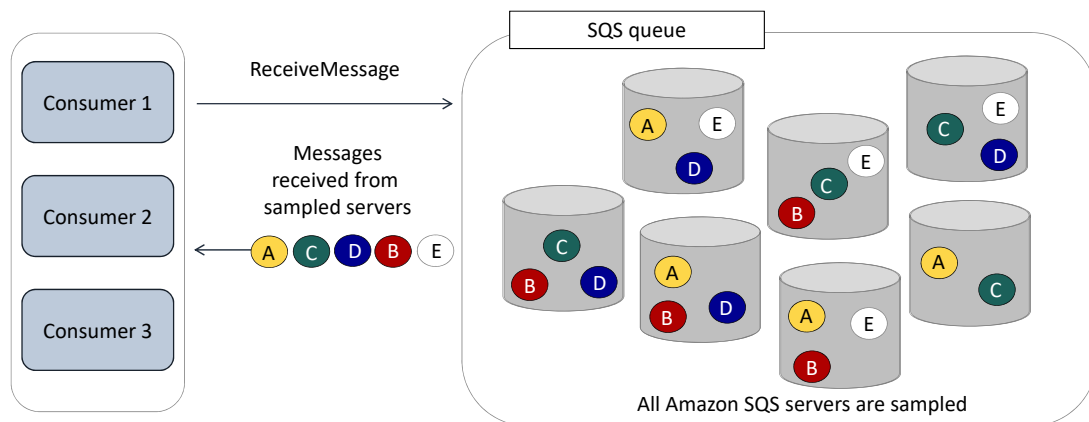 SQS queue
Consumer 1
Consumer 2
Consumer 3
ReceiveMessage
Messages
received from
sampled servers
A C D B E
A E
D
C E
B
E
C D
C
B D
A
B D
A E
B
A
C
All Amazon SQS servers are sampled